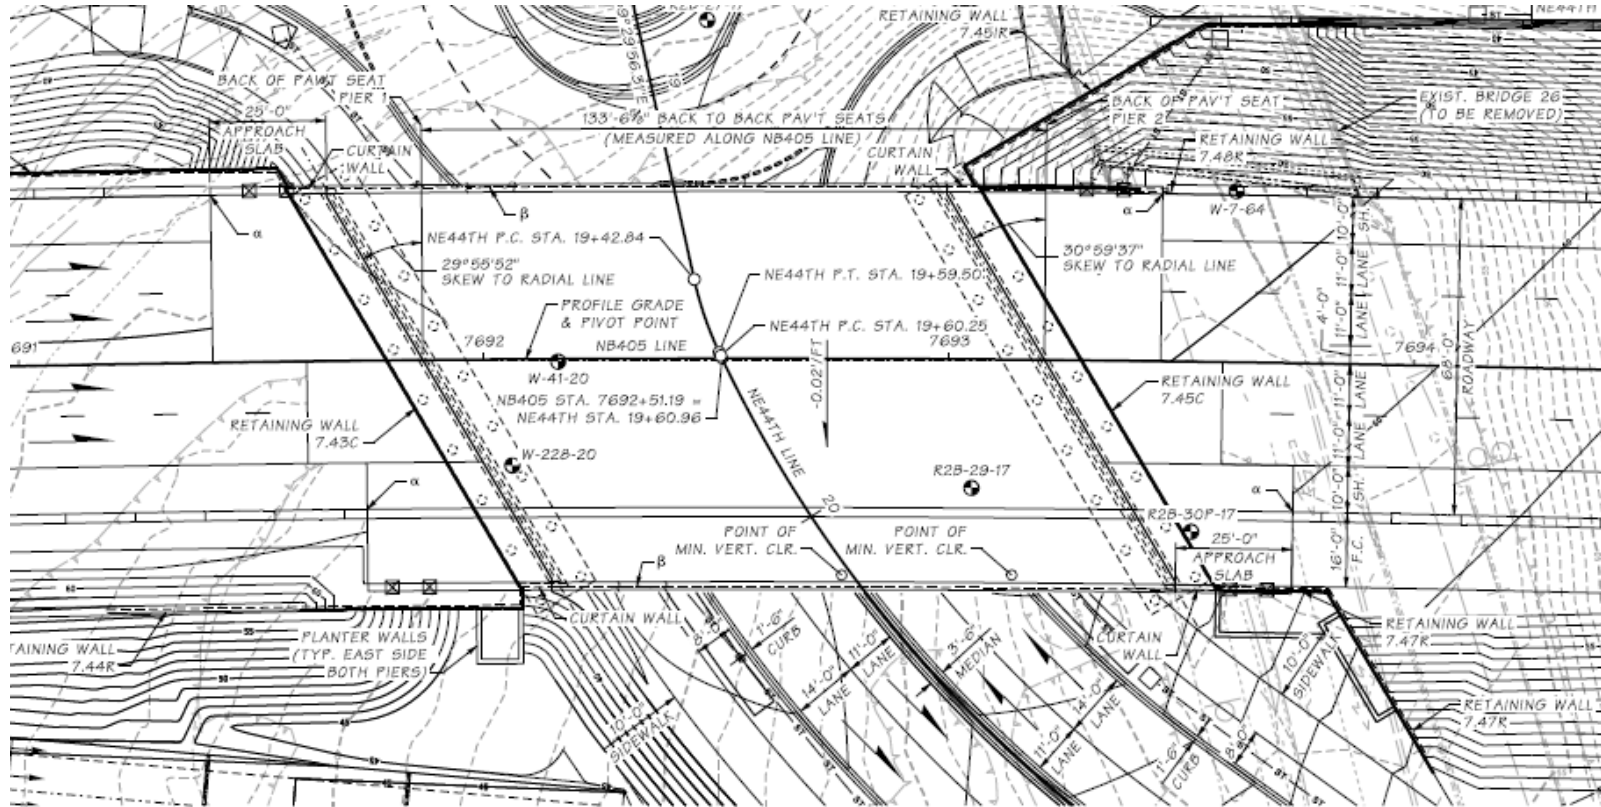 NE44TH
RETAINING WALL
7.451R
BACK OF PAV'T SEAT
PIER 1
25'-0"
APPROACH
SLAB
CURTAIN
WALL
133'-6⅞" BACK TO BACK PAV'T SEATS
(MEASURED ALONG NB405 LINE)
CURTAIN
WALL
BACK OF PAV'T SEAT
PIER 2
EXIST. BRIDGE 26
(TO BE REMOVED)
RETAINING WALL
7.48R
19
α
β
α
W-7-64
NE44TH P.C. STA. 19+42.84
29°55'52"
SKEW TO RADIAL LINE
NE44TH P.T. STA. 19+59.50
30°59'37"
SKEW TO RADIAL LINE
PROFILE GRADE
& PIVOT POINT
NB405 LINE
NE44TH P.C. STA. 19+60.25
7692
7693
7694
691
W-41-20
-0.02'/FT
NB405 STA. 7692+51.19 =
NE44TH STA. 19+60.96
NE44TH LINE
RETAINING WALL
7.45C
RETAINING WALL
7.43C
W-228-20
R2B-29-17
α
α
20
R2B-30P-17
POINT OF
MIN. VERT. CLR.
POINT OF
MIN. VERT. CLR.
25'-0"
APPROACH
SLAB
β
10'-0"
SH.
11'-0"
LANE
11'-0"
LANE
4'-0"
11'-0"
LANE
11'-0"
LANE
10'-0"
SH.
16'-0"
F.C.
68'-0"
ROADWAY
CURTAIN WALL
PLANTER WALLS
(TYP. EAST SIDE
BOTH PIERS)
TAINING WALL
7.44R
8'-0"
1'-6"
CURB
14'-0"
LANE
11'-0"
LANE
3'-6"
MEDIAN
11'-0"
LANE
14'-0"
LANE
1'-6"
CURB
8'-0"
CURTAIN
WALL
10'-0"
SIDEWALK
10'-0"
SIDEWALK
RETAINING WALL
7.47R
RETAINING WALL
7.47R